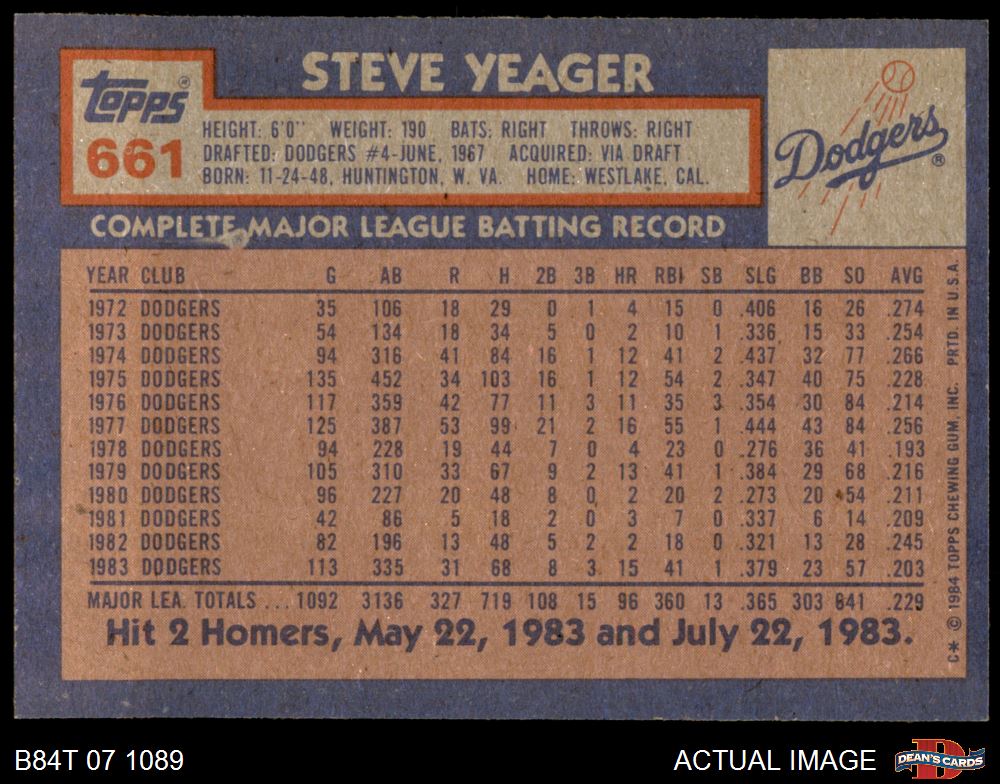 STEVE YEAGER
TOPPS®
661
HEIGHT: 6'0" WEIGHT: 190 BATS: RIGHT THROWS: RIGHT
DRAFTED: DODGERS #4-JUNE, 1967 ACQUIRED: VIA DRAFT
BORN: 11-24-48, HUNTINGTON, W. VA. HOME: WESTLAKE, CAL.
Dodgers®
COMPLETE MAJOR LEAGUE BATTING RECORD
YEAR CLUB G AB R H 2B 3B HR RBI SB SLG BB SO AVG
1972 DODGERS 35 106 18 29 0 1 4 15 0 .406 16 26 .274
1973 DODGERS 54 134 18 34 5 0 2 10 1 .336 15 33 .254
1974 DODGERS 94 316 41 84 16 1 12 41 2 .437 32 77 .266
1975 DODGERS 135 452 34 103 16 1 12 54 2 .347 40 75 .228
1976 DODGERS 117 359 42 77 11 3 11 35 3 .354 30 84 .214
1977 DODGERS 125 387 53 99 21 2 16 55 1 .444 43 84 .256
1978 DODGERS 94 228 19 44 7 0 4 23 0 .276 36 41 .193
1979 DODGERS 105 310 33 67 9 2 13 41 1 .384 29 68 .216
1980 DODGERS 96 227 20 48 8 0 2 20 2 .273 20 54 .211
1981 DODGERS 42 86 5 18 2 0 3 7 0 .337 6 14 .209
1982 DODGERS 82 196 13 48 5 2 2 18 0 .321 13 28 .245
1983 DODGERS 113 335 31 68 8 3 15 41 1 .379 23 57 .203
MAJOR LEA. TOTALS ... 1092 3136 327 719 108 15 96 360 13 .365 303 641 .229
Hit 2 Homers, May 22, 1983 and July 22, 1983.
C* © 1984 TOPPS CHEWING GUM, INC. PRTD. IN U.S.A.
B84T 07 1089
ACTUAL IMAGE
D
DEAN'S CARDS